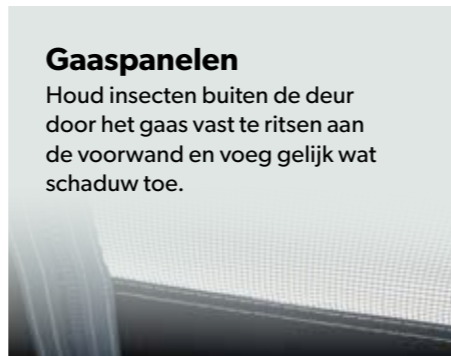 Gaaspanelen
Houd insecten buiten de deur
door het gaas vast te ritsen aan
de voorwand en voeg gelijk wat
schaduw toe.